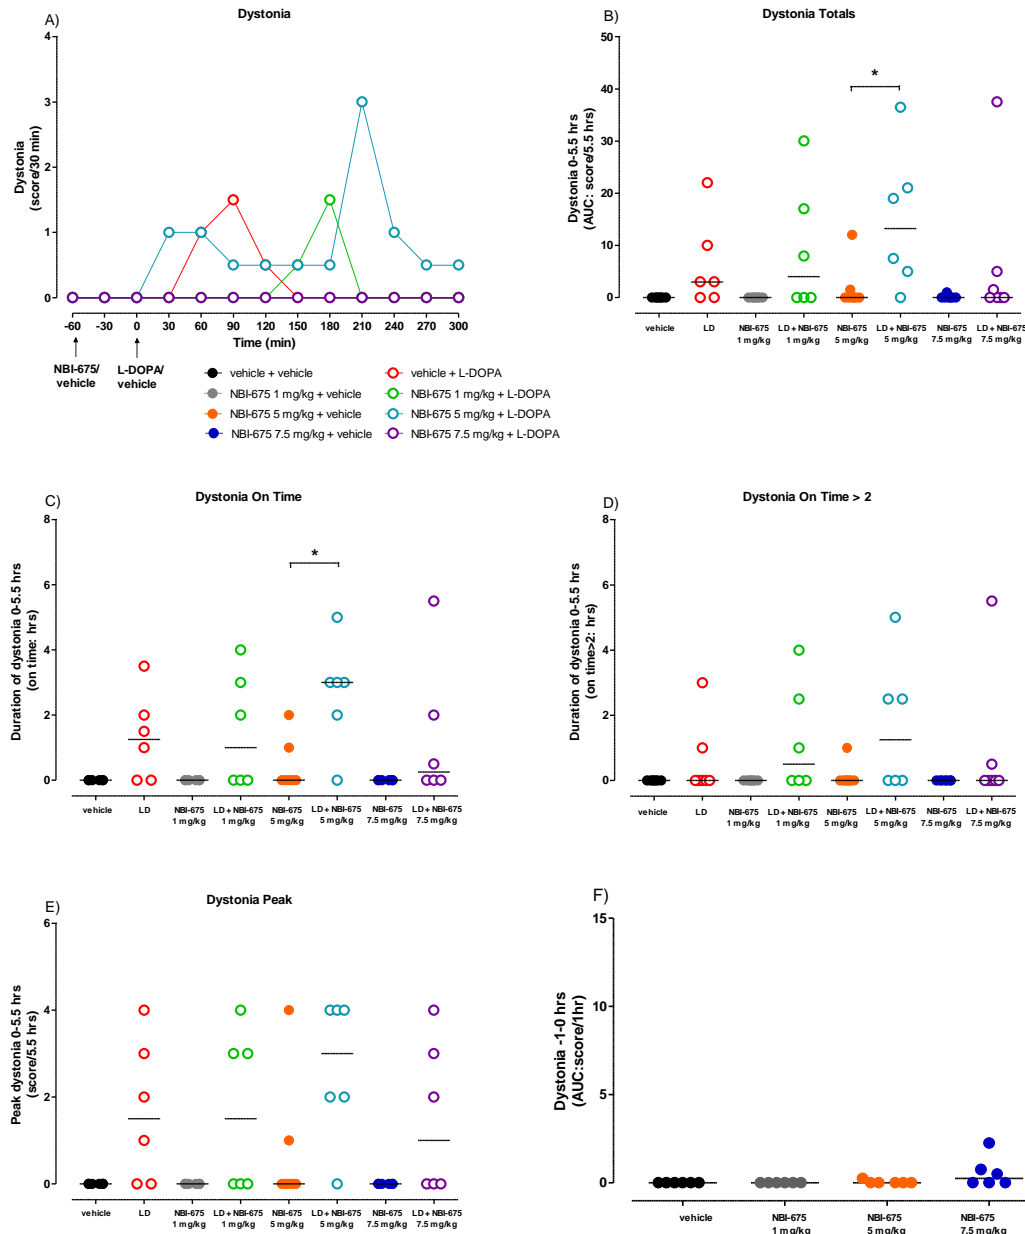 A)
Dystonia
Dystonia
(score/30 min)
4
3
2
1
0
-60 -30 0 30 60 90 120 150 180 210 240 270 300
Time (min)
NBI-675/
vehicle
L-DOPA/
vehicle
vehicle + vehicle
vehicle + L-DOPA
NBI-675 1 mg/kg + vehicle
NBI-675 1 mg/kg + L-DOPA
NBI-675 5 mg/kg + vehicle
NBI-675 5 mg/kg + L-DOPA
NBI-675 7.5 mg/kg + vehicle
NBI-675 7.5 mg/kg + L-DOPA
B)
Dystonia Totals
Dystonia 0-5.5 hrs
(AUC: score/5.5 hrs)
50
40
30
20
10
0
*
vehicle
LD
NBI-675
1 mg/kg
LD + NBI-675
1 mg/kg
NBI-675
5 mg/kg
LD + NBI-675
5 mg/kg
NBI-675
7.5 mg/kg
LD + NBI-675
7.5 mg/kg
C)
Dystonia On Time
Duration of dystonia 0-5.5 hrs
(on time: hrs)
8
6
4
2
0
*
vehicle
LD
NBI-675
1 mg/kg
LD + NBI-675
1 mg/kg
NBI-675
5 mg/kg
LD + NBI-675
5 mg/kg
NBI-675
7.5 mg/kg
LD + NBI-675
7.5 mg/kg
D)
Dystonia On Time > 2
Duration of dystonia 0-5.5 hrs
(on time>2: hrs)
8
6
4
2
0
vehicle
LD
NBI-675
1 mg/kg
LD + NBI-675
1 mg/kg
NBI-675
5 mg/kg
LD + NBI-675
5 mg/kg
NBI-675
7.5 mg/kg
LD + NBI-675
7.5 mg/kg
E)
Dystonia Peak
Peak dystonia 0-5.5 hrs
(score/5.5 hrs)
6
4
2
0
vehicle
LD
NBI-675
1 mg/kg
LD + NBI-675
1 mg/kg
NBI-675
5 mg/kg
LD + NBI-675
5 mg/kg
NBI-675
7.5 mg/kg
LD + NBI-675
7.5 mg/kg
F)
Dystonia -1-0 hrs
(AUC:score/1hr)
15
10
5
0
vehicle
NBI-675
1 mg/kg
NBI-675
5 mg/kg
NBI-675
7.5 mg/kg